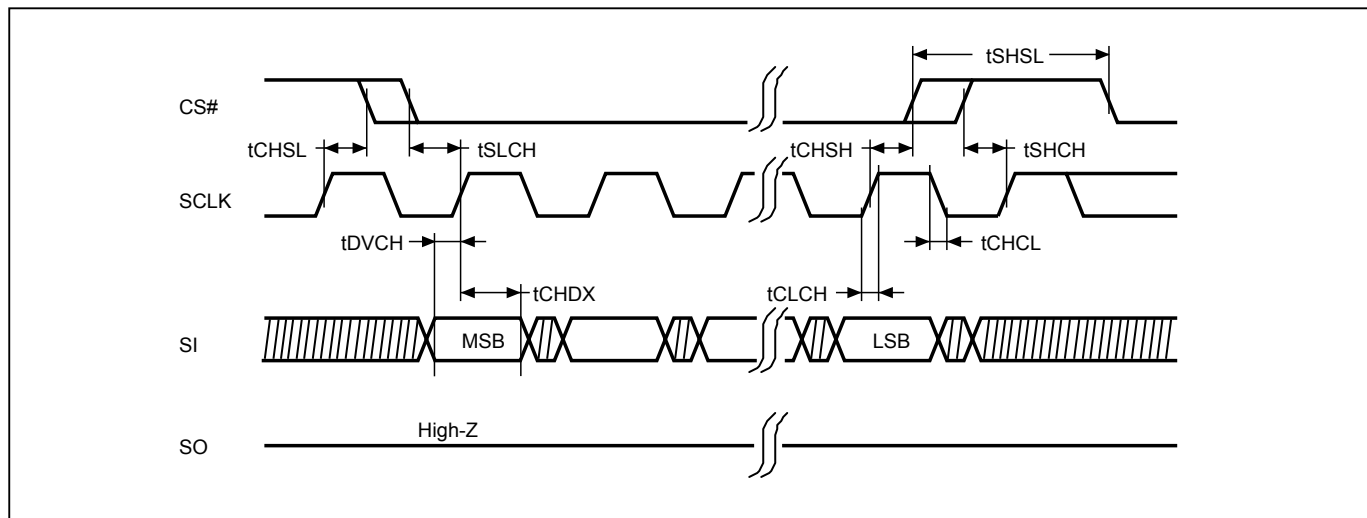 tSHSL
CS#
tCHSL
tSLCH
tCHSH
tSHCH
SCLK
tDVCH
tCHCL
tCHDX
tCLCH
SI
MSB
LSB
High-Z
SO